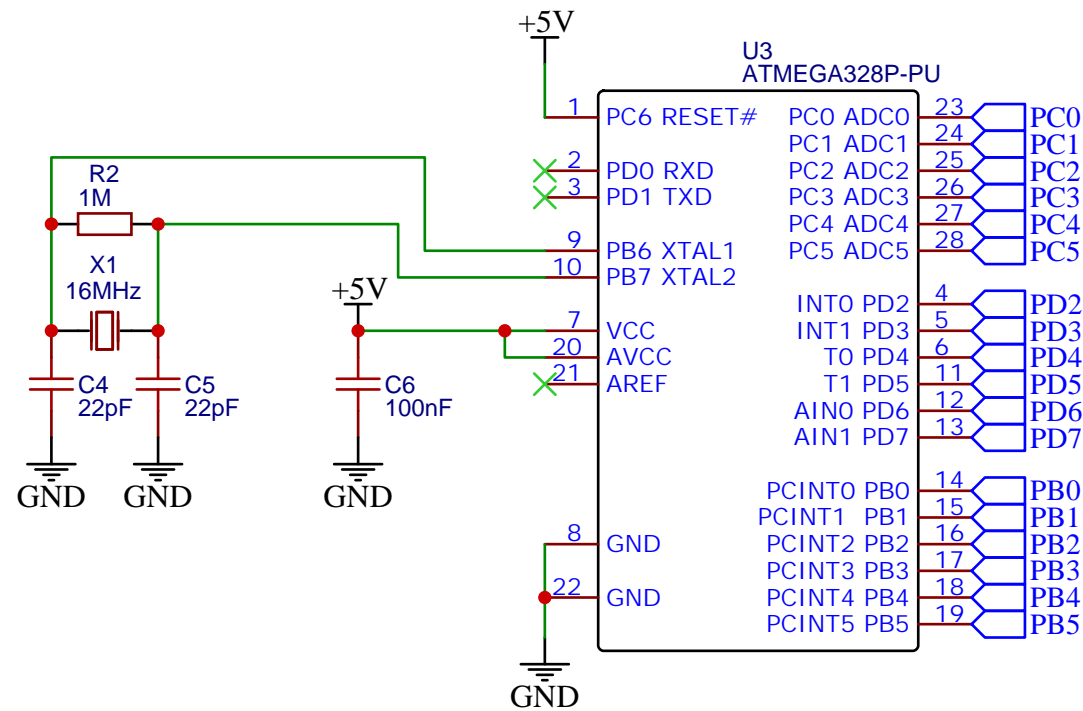 +5V
U3
ATMEGA328P-PU
1 PC6 RESET# PC0 ADC0 23 PC0
PC1 ADC1 24 PC1
2 PD0 RXD PC2 ADC2 25 PC2
3 PD1 TXD PC3 ADC3 26 PC3
PC4 ADC4 27 PC4
9 PB6 XTAL1 PC5 ADC5 28 PC5
10 PB7 XTAL2
R2
1M
X1
16MHz
+5V
INT0 PD2 4 PD2
7 VCC INT1 PD3 5 PD3
20 AVCC T0 PD4 6 PD4
21 AREF T1 PD5 11 PD5
AIN0 PD6 12 PD6
AIN1 PD7 13 PD7
C4
22pF
C5
22pF
C6
100nF
GND GND GND
PCINT0 PB0 14 PB0
PCINT1 PB1 15 PB1
8 GND PCINT2 PB2 16 PB2
PCINT3 PB3 17 PB3
22 GND PCINT4 PB4 18 PB4
PCINT5 PB5 19 PB5
GND